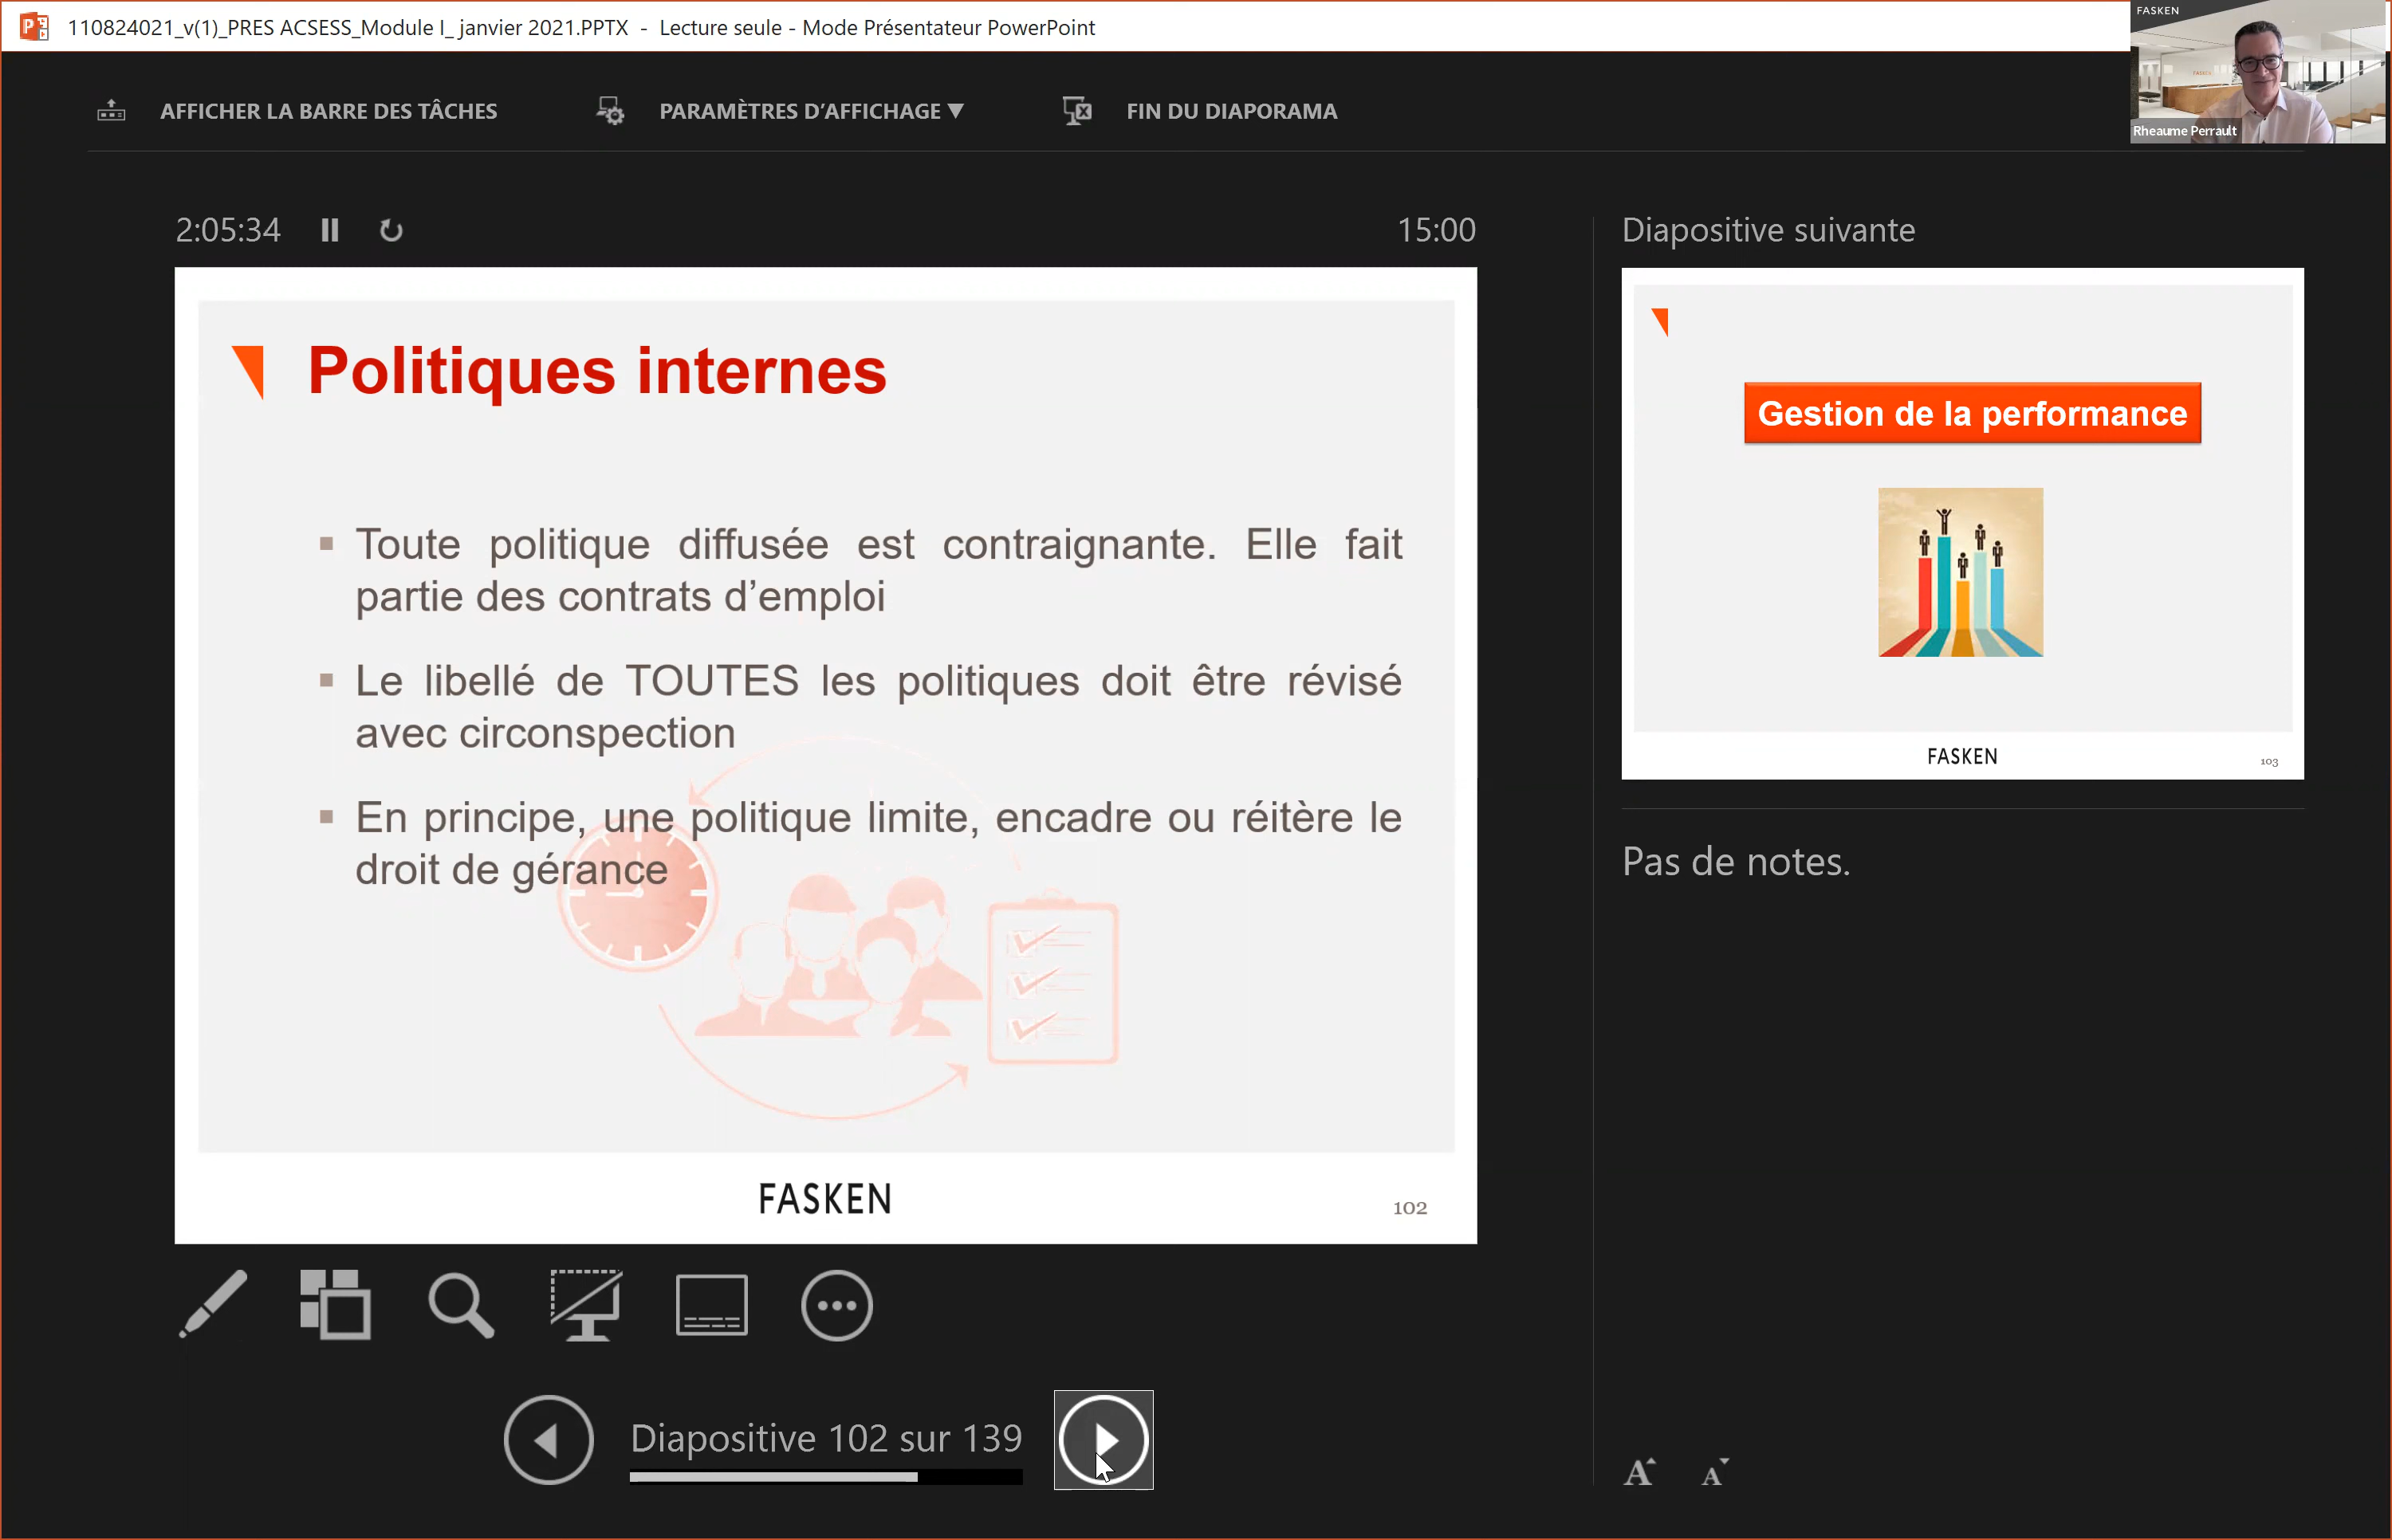 110824021_v(1)_PRES ACSESS_Module I_ janvier 2021.PPTX - Lecture seule - Mode Présentateur PowerPoint
FASKEN
Rheaume Perrault
AFFICHER LA BARRE DES TÂCHES
PARAMÈTRES D'AFFICHAGE ▼
FIN DU DIAPORAMA
2:05:34
15:00
Politiques internes
Toute politique diffusée est contraignante. Elle fait
partie des contrats d'emploi
Le libellé de TOUTES les politiques doit être révisé
avec circonspection
En principe, une politique limite, encadre ou réitère le
droit de gérance
FASKEN
102
Diapositive 102 sur 139
Diapositive suivante
Gestion de la performance
FASKEN
103
Pas de notes.
A A